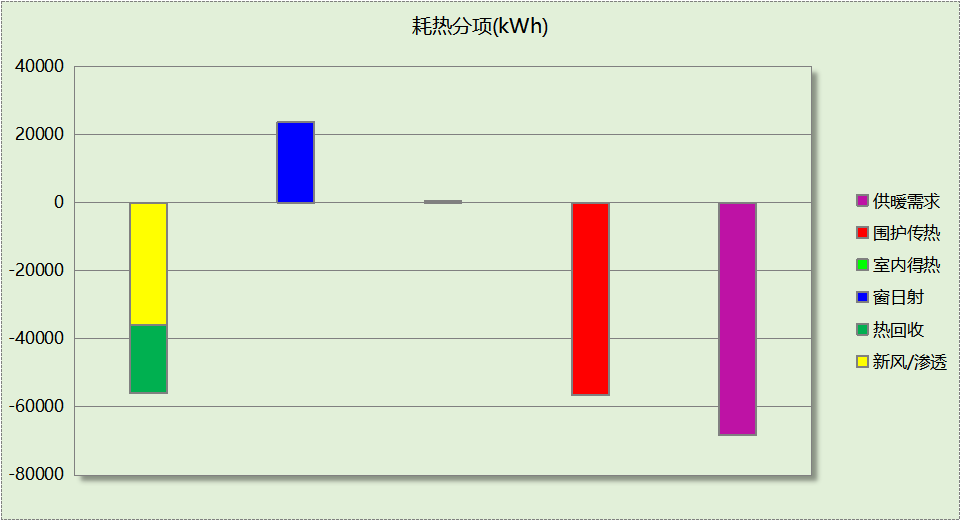 耗热分项(kWh)
40000
20000
0
-20000
-40000
-60000
-80000
供暖需求
围护传热
室内得热
窗日射
热回收
新风/渗透